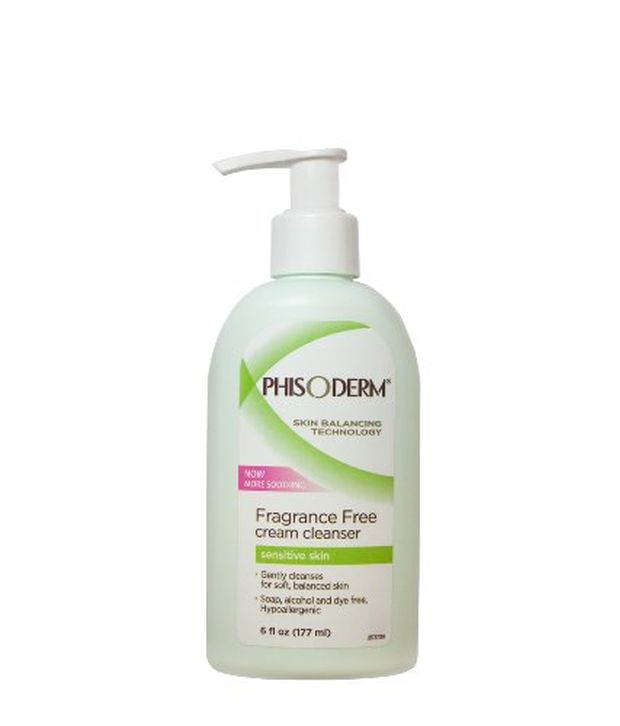 PHISODERM®
SKIN BALANCING
TECHNOLOGY
NOW
MORE SOOTHING
Fragrance Free
cream cleanser
sensitive skin
• Gently cleanses
for soft, balanced skin
• Soap, alcohol and dye free,
Hypoallergenic
6 fl oz (177 ml)